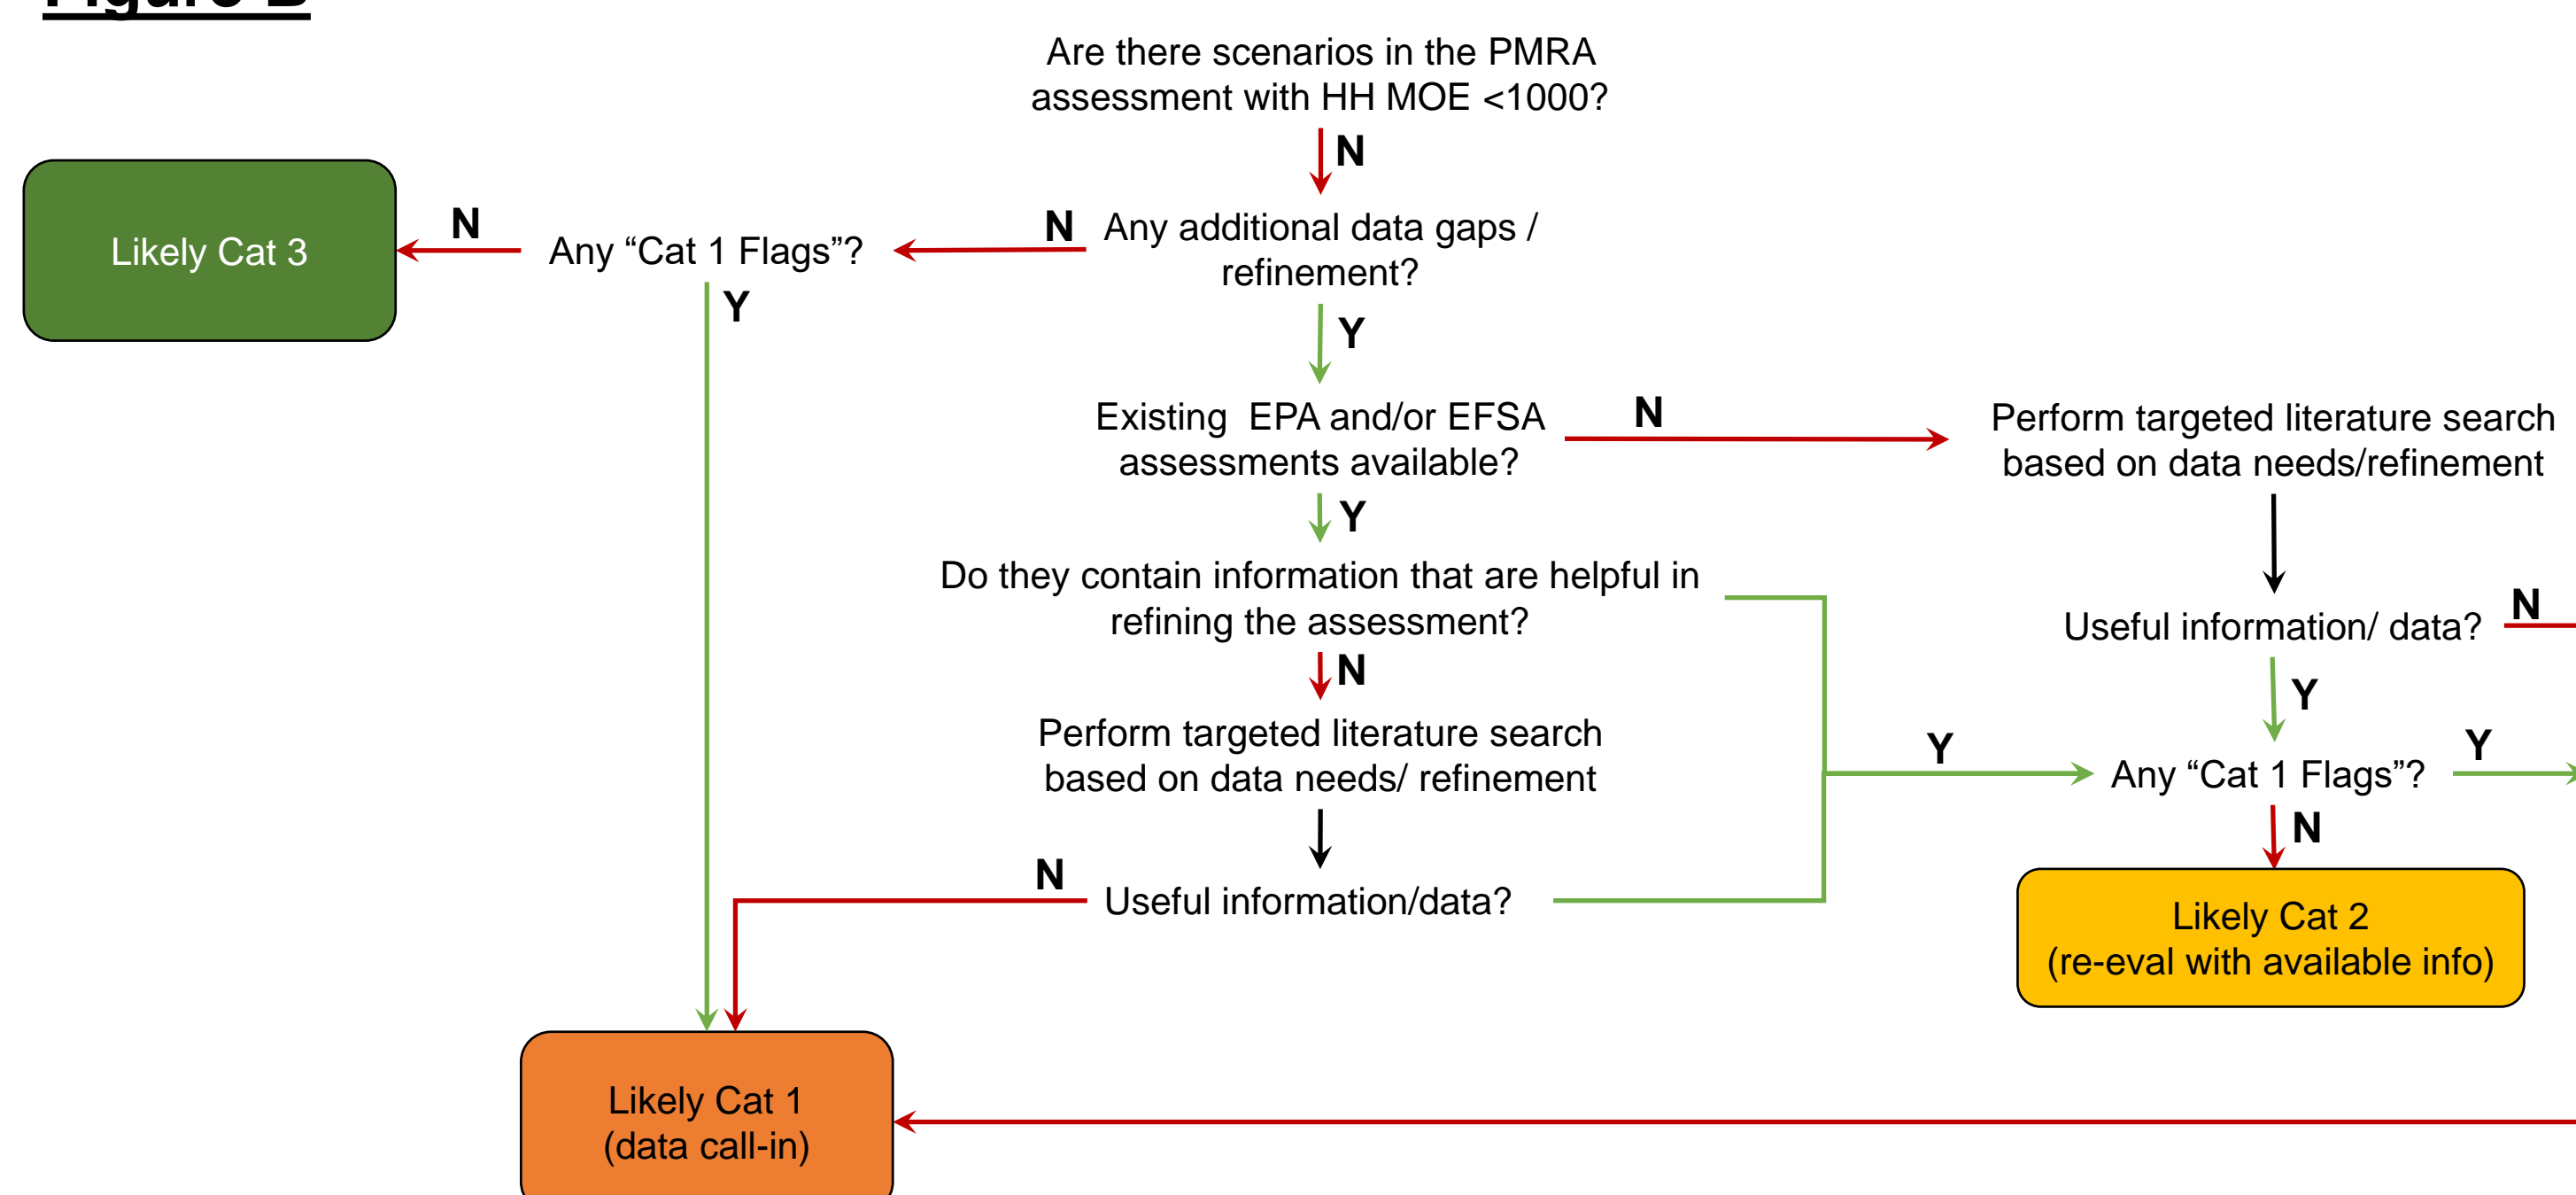 Figure B
Are there scenarios in the PMRA
assessment with HH MOE <1000?
N
Likely Cat 3
N
Any “Cat 1 Flags”?
N
Any additional data gaps /
refinement?
Y
Y
Existing EPA and/or EFSA
assessments available?
N
Perform targeted literature search
based on data needs/refinement
Y
Do they contain information that are helpful in
refining the assessment?
N
Useful information/ data?
N
Y
Perform targeted literature search
based on data needs/ refinement
Y
Any “Cat 1 Flags”?
Y
N
N
Useful information/data?
Likely Cat 2
(re-eval with available info)
Likely Cat 1
(data call-in)